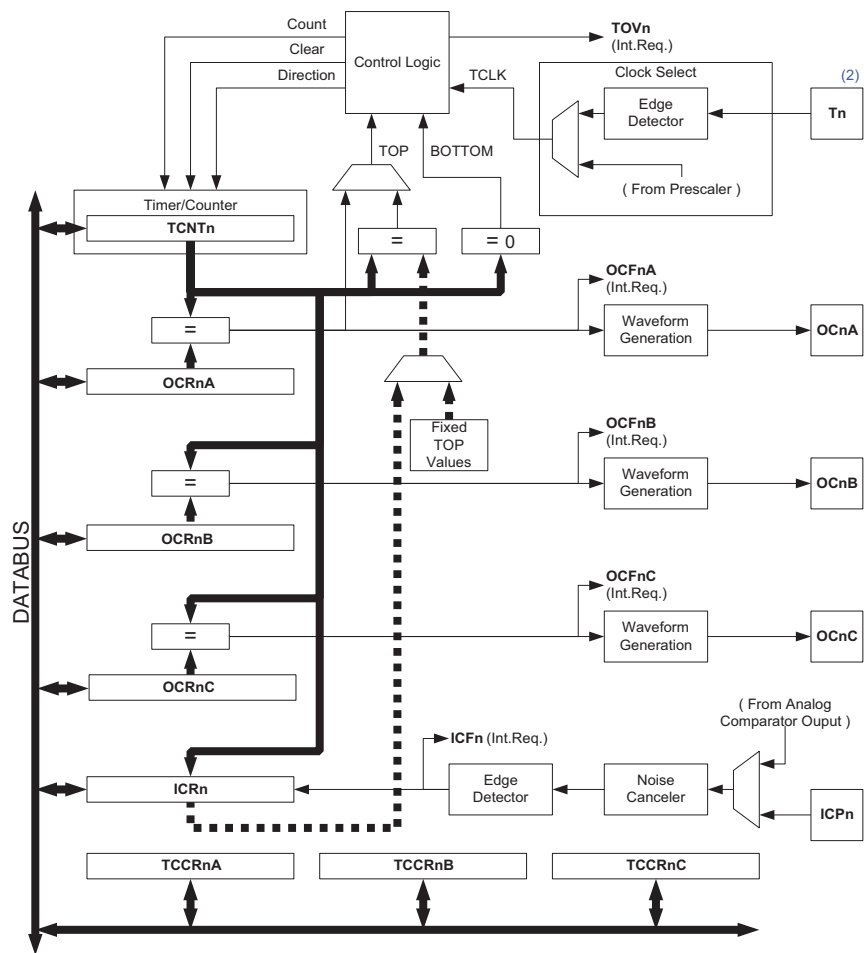 Count
Clear
Direction
Control Logic
TOVn
(Int.Req.)
TCLK
Clock Select
Edge
Detector
( From Prescaler )
(2)
Tn
TOP
BOTTOM
Timer/Counter
TCNTn
=
= 0
=
OCRnA
OCFnA
(Int.Req.)
Waveform
Generation
OCnA
Fixed
TOP
Values
=
OCRnB
OCFnB
(Int.Req.)
Waveform
Generation
OCnB
DATABUS
=
OCRnC
OCFnC
(Int.Req.)
Waveform
Generation
OCnC
( From Analog
Comparator Ouput )
ICFn (Int.Req.)
ICRn
Edge
Detector
Noise
Canceler
ICPn
TCCRnA
TCCRnB
TCCRnC